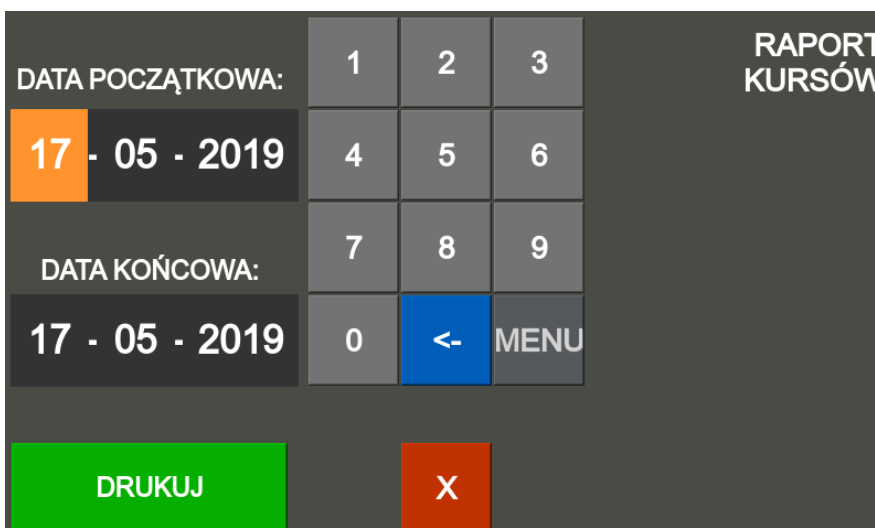 DATA POCZĄTKOWA:
17 - 05 - 2019
DATA KOŃCOWA:
17 - 05 - 2019
DRUKUJ
1 2 3
4 5 6
7 8 9
0 <- MENU
X
RAPORT
KURSÓW